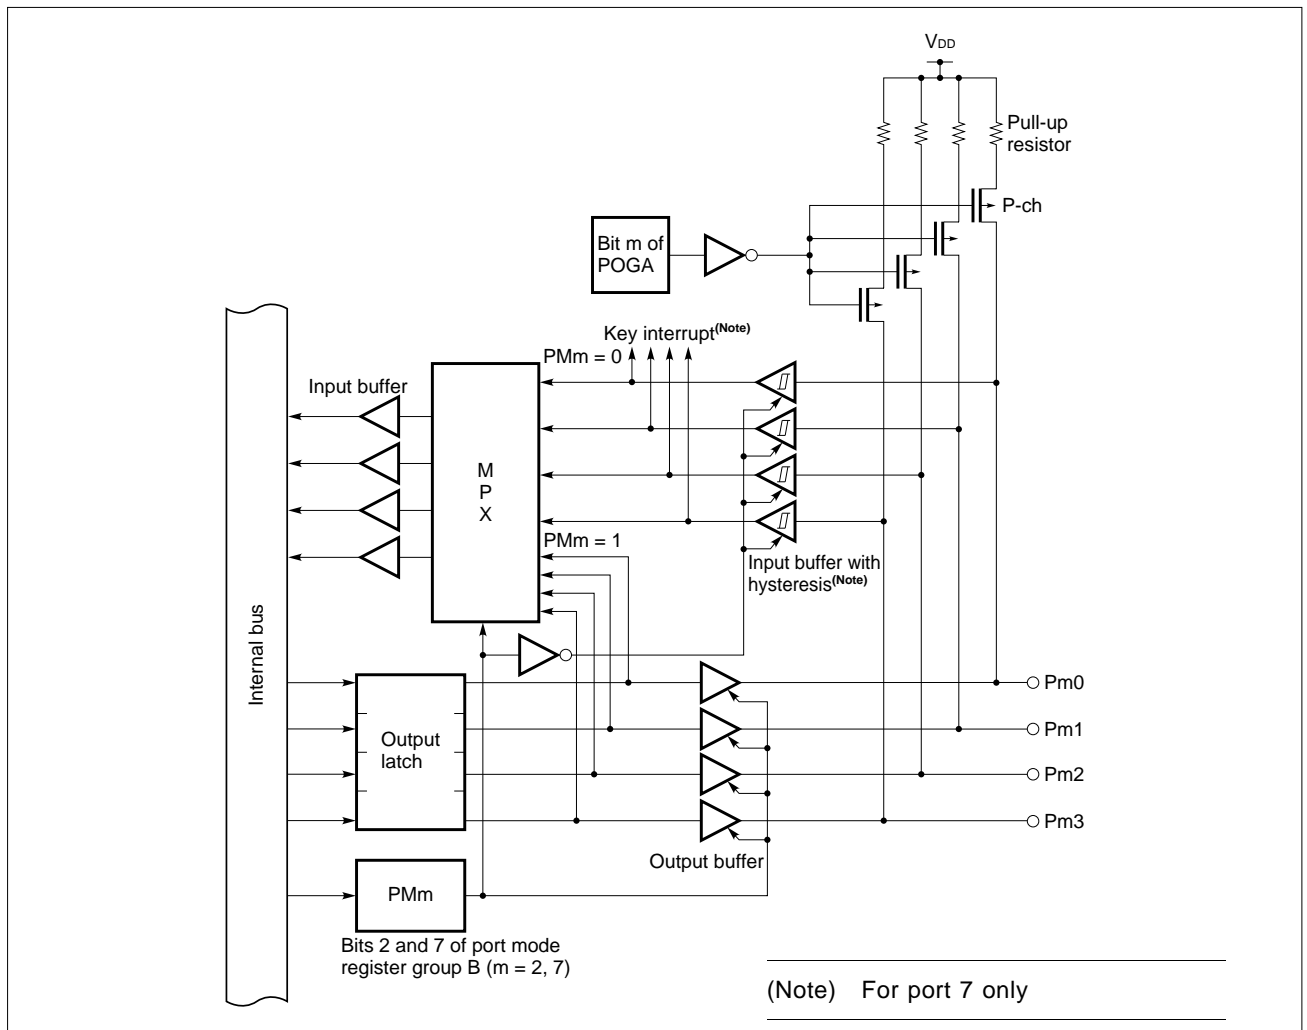 VDD
Pull-up
resistor
P-ch
Bit m of
POGA
Key interrupt(Note)
PMm = 0
Input buffer
M
P
X
PMm = 1
Input buffer with
hysteresis(Note)
Internal bus
Output
latch
Pm0
Pm1
Pm2
Pm3
Output buffer
PMm
Bits 2 and 7 of port mode
register group B (m = 2, 7)
(Note) For port 7 only